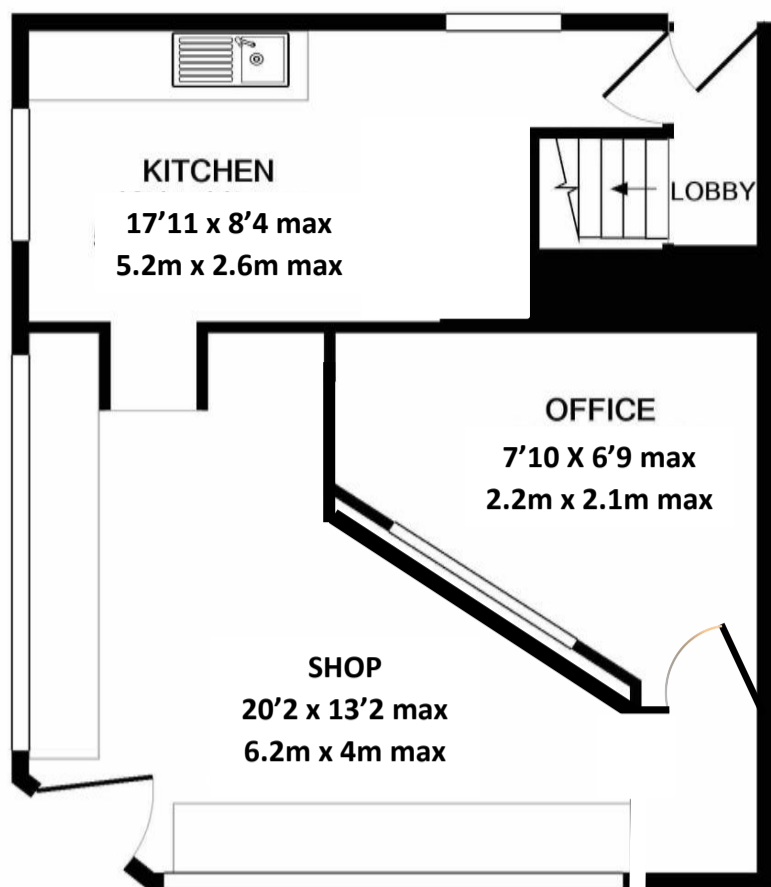 KITCHEN
17’11 x 8’4 max
5.2m x 2.6m max
LOBBY
OFFICE
7’10 X 6’9 max
2.2m x 2.1m max
SHOP
20’2 x 13’2 max
6.2m x 4m max